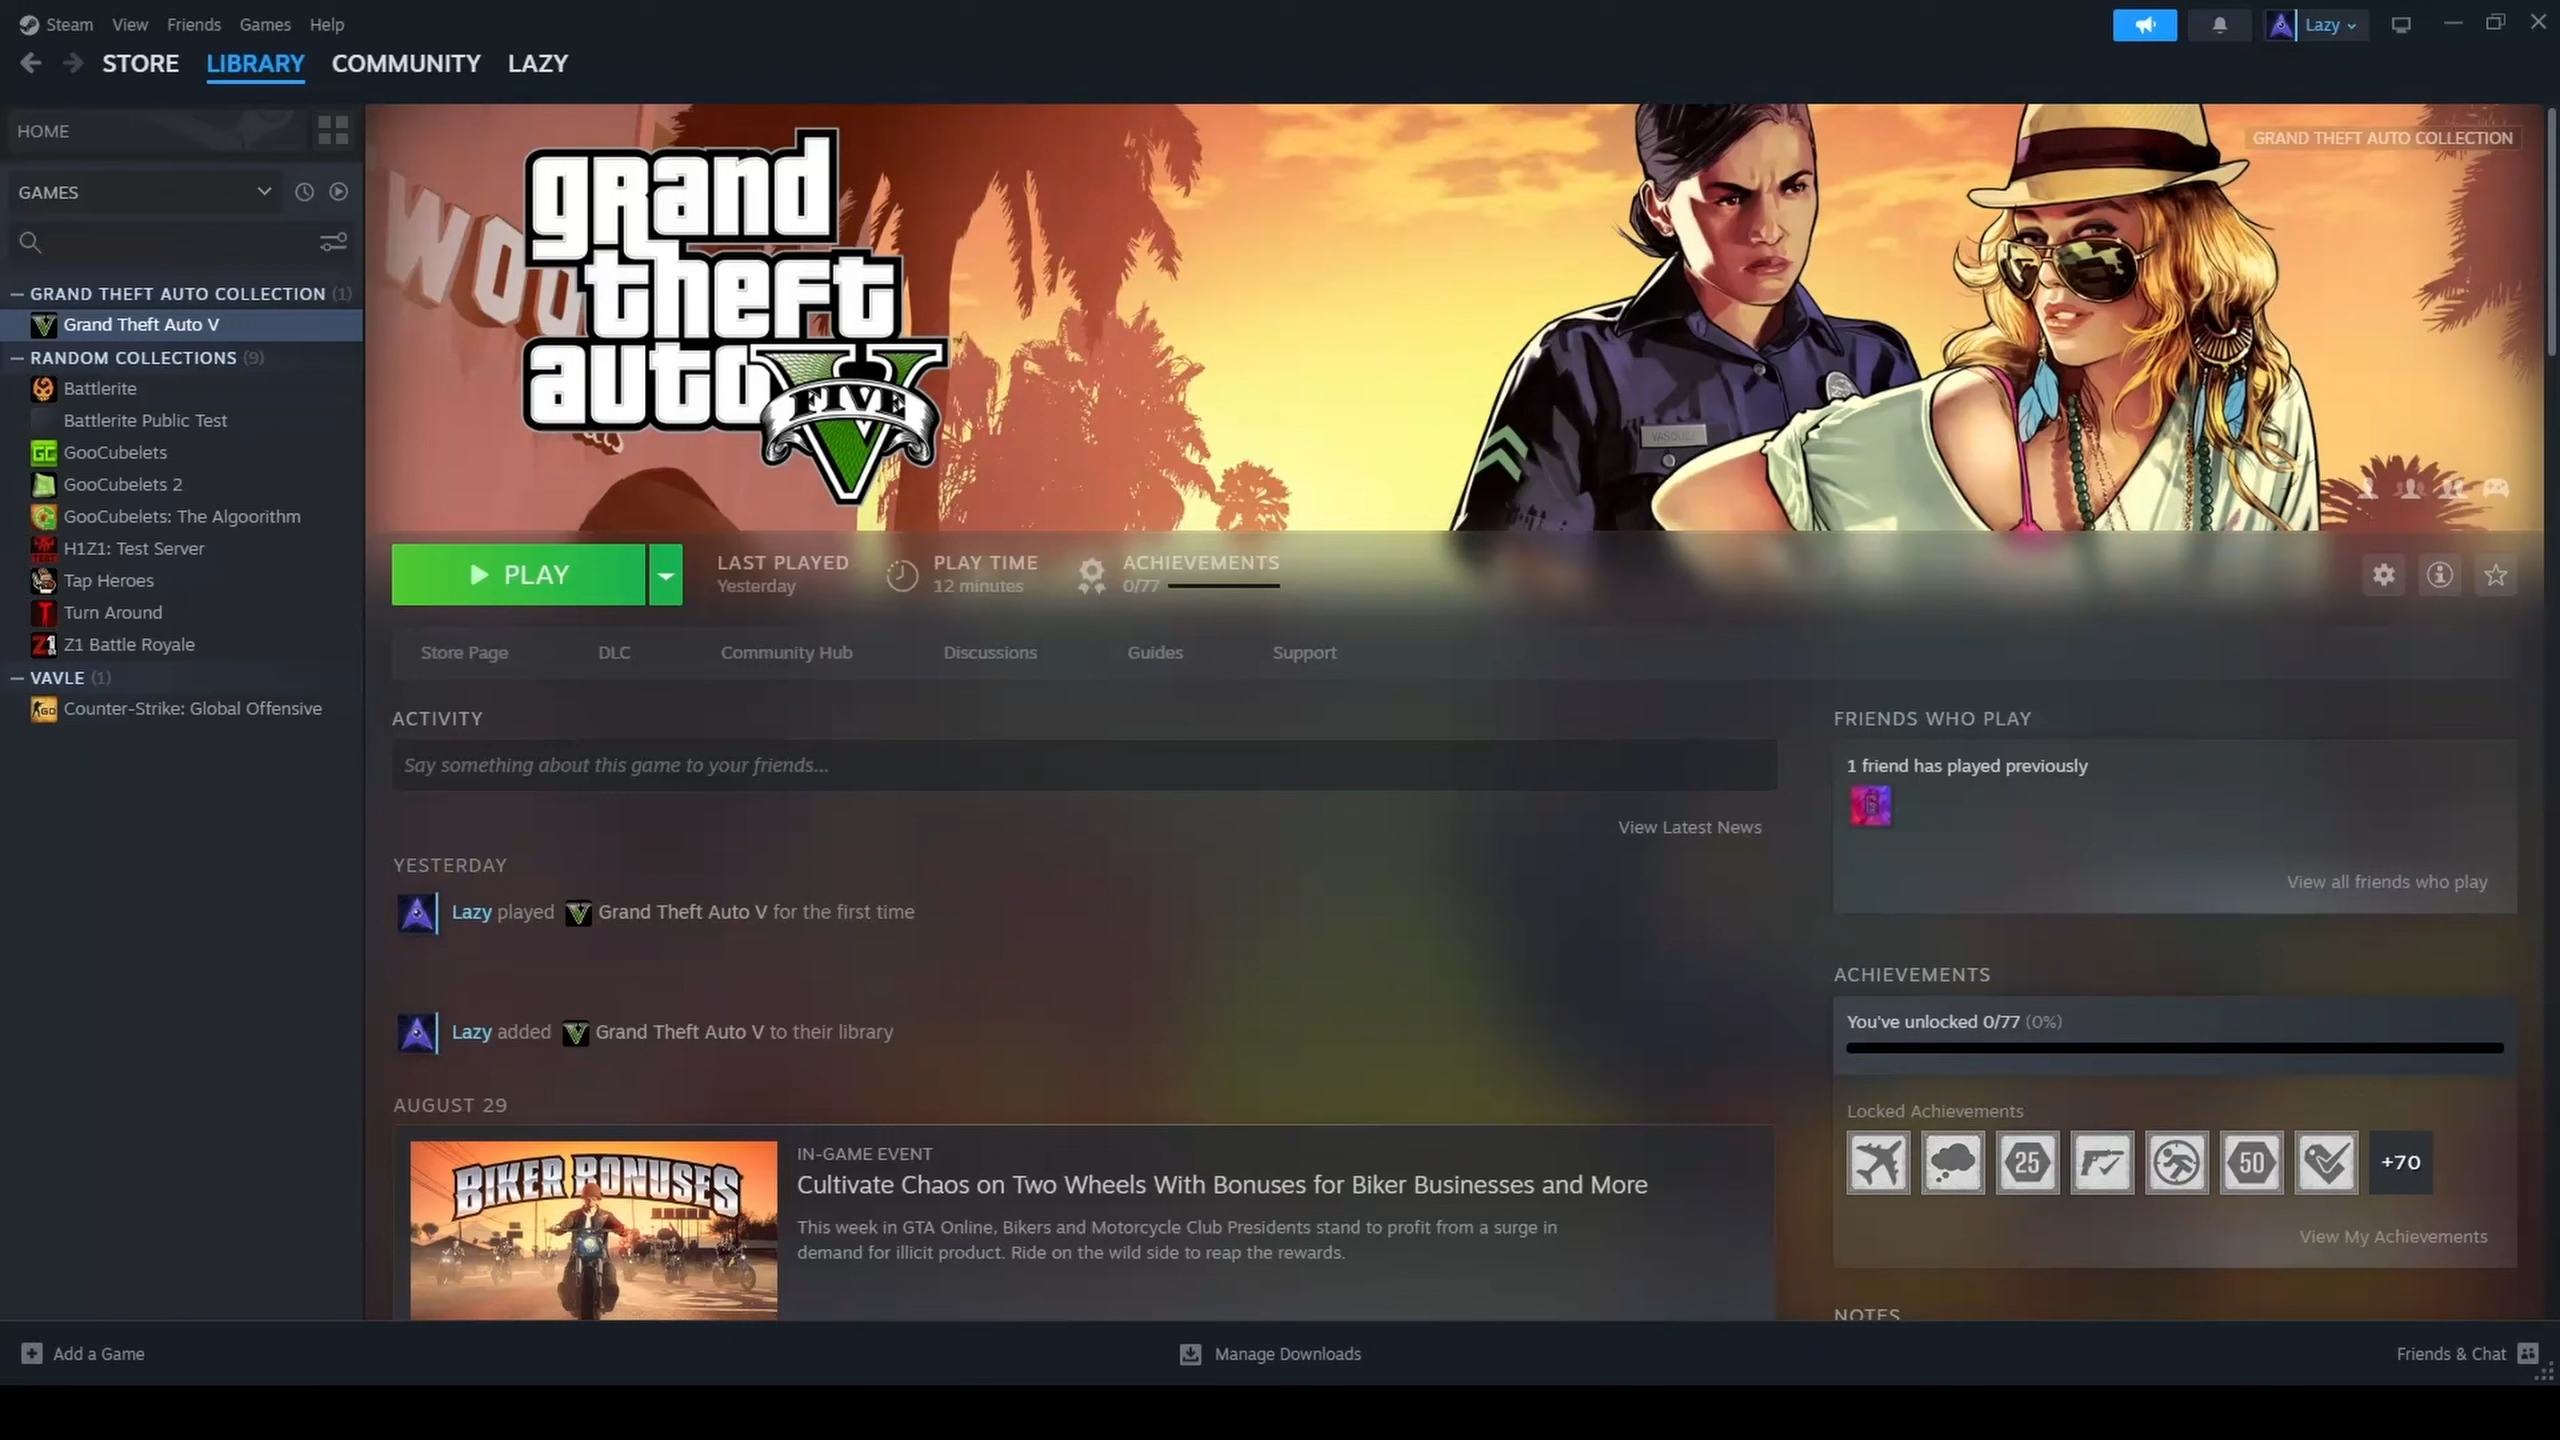 Steam View Friends Games Help
Lazy
STORE LIBRARY COMMUNITY LAZY
HOME
GAMES
GRAND THEFT AUTO COLLECTION (1)
Grand Theft Auto V
RANDOM COLLECTIONS (9)
Battlerite
Battlerite Public Test
GooCubelets
GooCubelets 2
GooCubelets: The Algoorithm
H1Z1: Test Server
Tap Heroes
Turn Around
Z1 Battle Royale
VAVLE (1)
Counter-Strike: Global Offensive
GRAND THEFT AUTO COLLECTION
WOU
grand
theft
auto V
FIVE
PLAY
LAST PLAYED
Yesterday
PLAY TIME
12 minutes
ACHIEVEMENTS
0/77
Store Page DLC Community Hub Discussions Guides Support
ACTIVITY
Say something about this game to your friends...
View Latest News
YESTERDAY
Lazy played Grand Theft Auto V for the first time
Lazy added Grand Theft Auto V to their library
AUGUST 29
BIKER BONUSES
IN-GAME EVENT
Cultivate Chaos on Two Wheels With Bonuses for Biker Businesses and More
This week in GTA Online, Bikers and Motorcycle Club Presidents stand to profit from a surge in
demand for illicit product. Ride on the wild side to reap the rewards.
FRIENDS WHO PLAY
1 friend has played previously
View all friends who play
ACHIEVEMENTS
You've unlocked 0/77 (0%)
Locked Achievements
25
50
+70
View My Achievements
NOTES
Add a Game
Manage Downloads
Friends & Chat